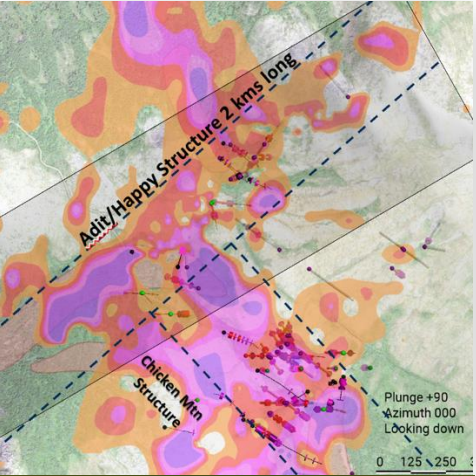 Adit/Happy Structure 2 kms long
Chicken Mtn
Structure
Plunge +90
Azimuth 000
Looking down
0 125 250